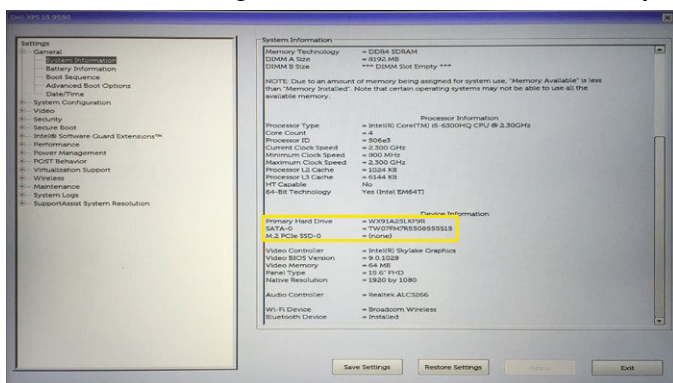 Dell XPS 15 9550
Settings
General
System Information
Battery Information
Boot Sequence
Advanced Boot Options
Date/Time
System Configuration
Video
Security
Secure Boot
Intel® Software Guard Extensions™
Performance
Power Management
POST Behavior
Virtualization Support
Wireless
Maintenance
System Logs
SupportAssist System Resolution
System Information
Memory Technology = DDR4 SDRAM
DIMM A Size = 8192 MB
DIMM B Size *** DIMM Slot Empty ***
NOTE: Due to an amount of memory being assigned for system use, "Memory Available" is less
than "Memory Installed". Note that certain operating systems may not be able to use all the
available memory.
Processor Information
Processor Type = Intel(R) Core(TM) i5-6300HQ CPU @ 2.30GHz
Core Count = 4
Processor ID = 506e3
Current Clock Speed = 2.300 GHz
Minimum Clock Speed = 800 MHz
Maximum Clock Speed = 2.300 GHz
Processor L2 Cache = 1024 KB
Processor L3 Cache = 6144 KB
HT Capable No
64-Bit Technology Yes (Intel EM64T)
Device Information
Primary Hard Drive = WX91A25LKP9R
SATA-0 = TW07FM7R5508555515
M.2 PCIe SSD-0 = (none)
Video Controller = Intel(R) Skylake Graphics
Video BIOS Version = 9.0.1029
Video Memory = 64 MB
Panel Type = 15.6" FHD
Native Resolution = 1920 by 1080
Audio Controller = Realtek ALC3266
Wi-Fi Device = Broadcom Wireless
Bluetooth Device = Installed
Save Settings Restore Settings Apply Exit